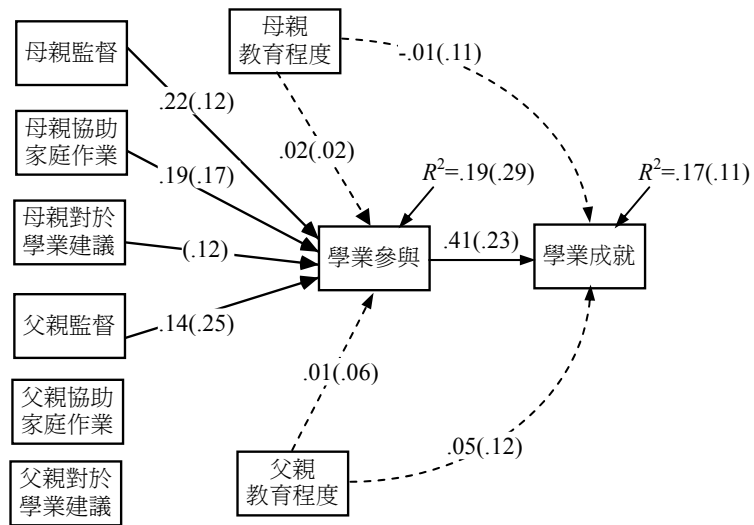 母親監督
母親協助
家庭作業
母親對於
學業建議
父親監督
父親協助
家庭作業
父親對於
學業建議
母親
教育程度
-.01(.11)
.22(.12)
.02(.02)
.19(.17)
(.12)
.14(.25)
R²=.19(.29)
R²=.17(.11)
學業參與
.41(.23)
學業成就
.01(.06)
.05(.12)
父親
教育程度